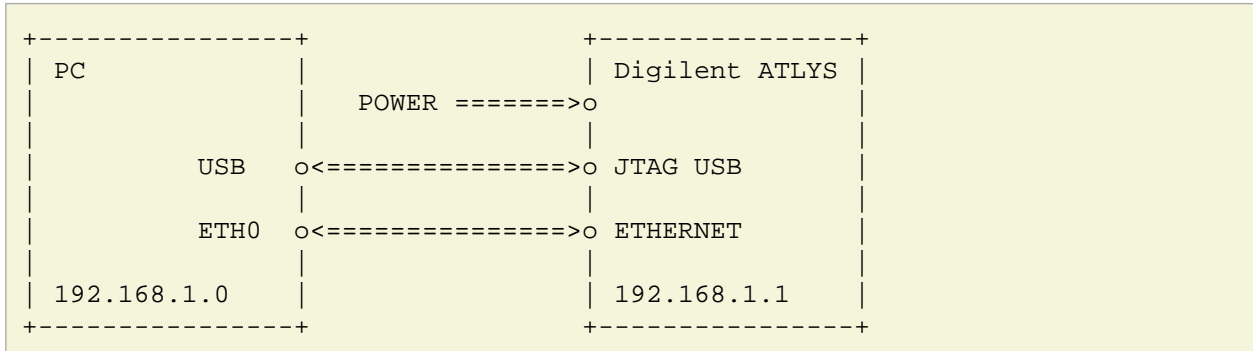 +----------------+                 +----------------+
| PC             |                 | Digilent ATLYS |
|                |   POWER =======>o                |
|                |                 |                |
|         USB    o<===============>o JTAG USB       |
|                |                 |                |
|         ETH0   o<===============>o ETHERNET       |
|                |                 |                |
| 192.168.1.0    |                 | 192.168.1.1    |
+----------------+                 +----------------+